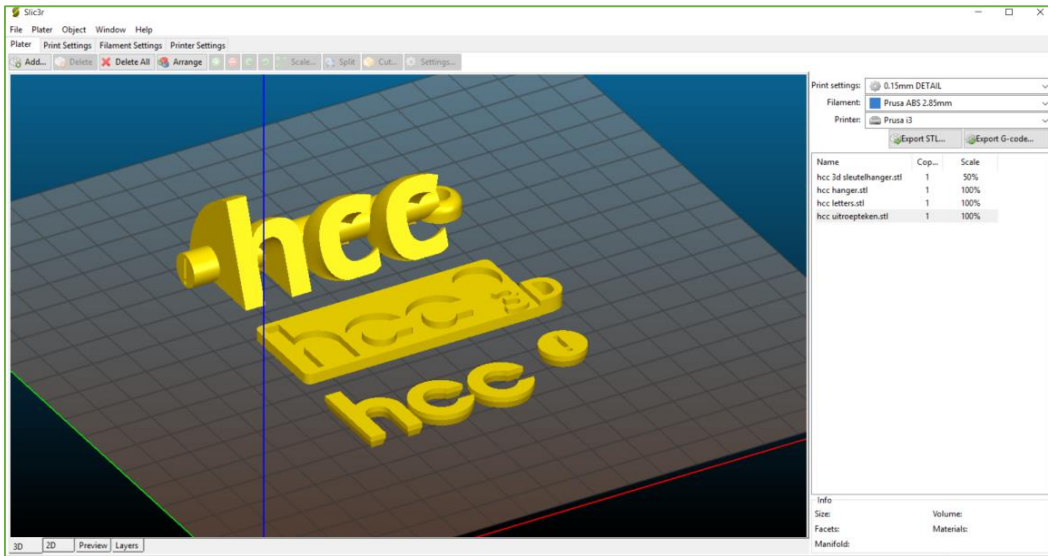 Slic3r
File Plater Object Window Help
Plater Print Settings Filament Settings Printer Settings
Add... Delete Delete All Arrange Scale... Split Cut... Settings...
Print settings: 0.15mm DETAIL
Filament: Prusa ABS 2.85mm
Printer: Prusa i3
Export STL... Export G-code...
Name Cop... Scale
hcc 3d sleutelhanger.stl 1 50%
hcc hanger.stl 1 100%
hcc letters.stl 1 100%
hcc uitroepteken.stl 1 100%
hcc
hcc 3D
!
hcc
Info
Size: Volume:
Facets: Materials:
Manifold:
3D 2D Preview Layers